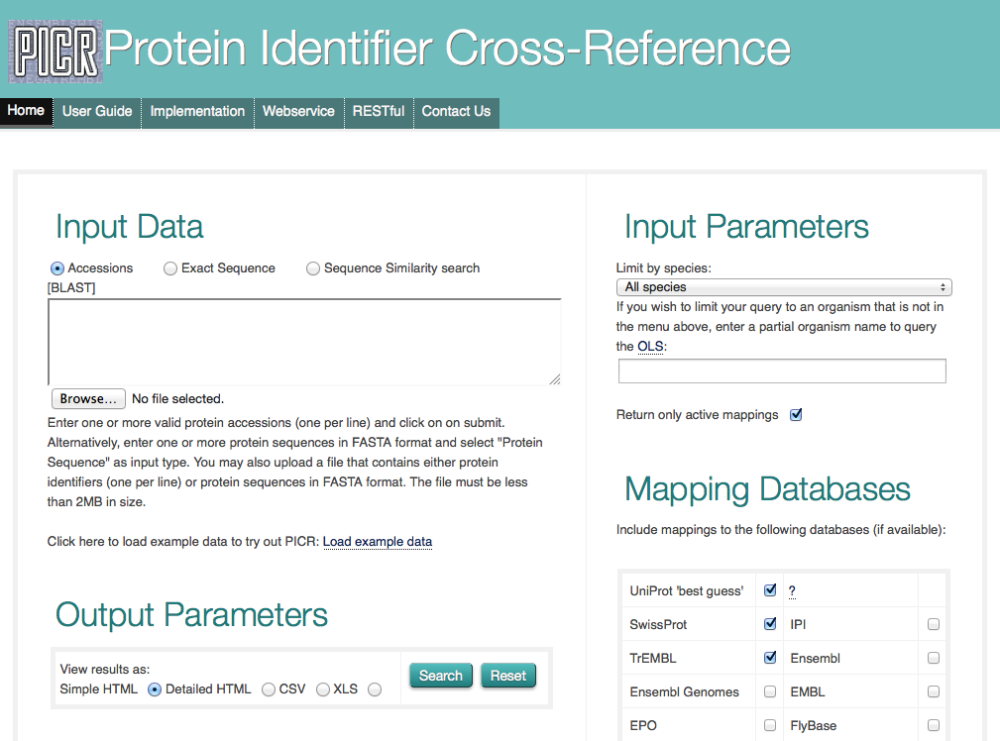 PICR Protein Identifier Cross-Reference
Home User Guide Implementation Webservice RESTful Contact Us
Input Data
Accessions Exact Sequence Sequence Similarity search
[BLAST]
Browse... No file selected.
Enter one or more valid protein accessions (one per line) and click on on submit.
Alternatively, enter one or more protein sequences in FASTA format and select "Protein
Sequence" as input type. You may also upload a file that contains either protein
identifiers (one per line) or protein sequences in FASTA format. The file must be less
than 2MB in size.
Click here to load example data to try out PICR: Load example data
Output Parameters
View results as:
Simple HTML Detailed HTML CSV XLS
Search Reset
Input Parameters
Limit by species:
All species
If you wish to limit your query to an organism that is not in
the menu above, enter a partial organism name to query
the OLS:
Return only active mappings
Mapping Databases
Include mappings to the following databases (if available):
UniProt 'best guess' ?
SwissProt IPI
TrEMBL Ensembl
Ensembl Genomes EMBL
EPO FlyBase